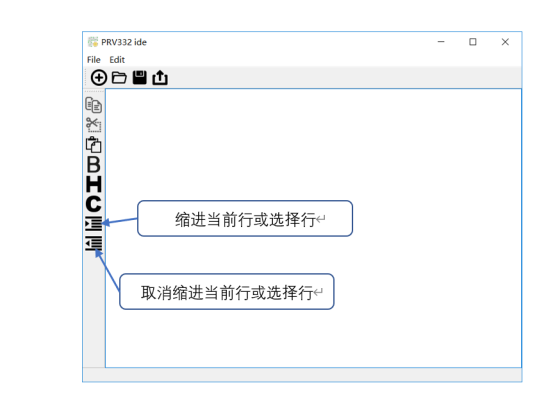 PRV332 ide
File Edit
B
H
C
缩进当前行或选择行↵
取消缩进当前行或选择行↵